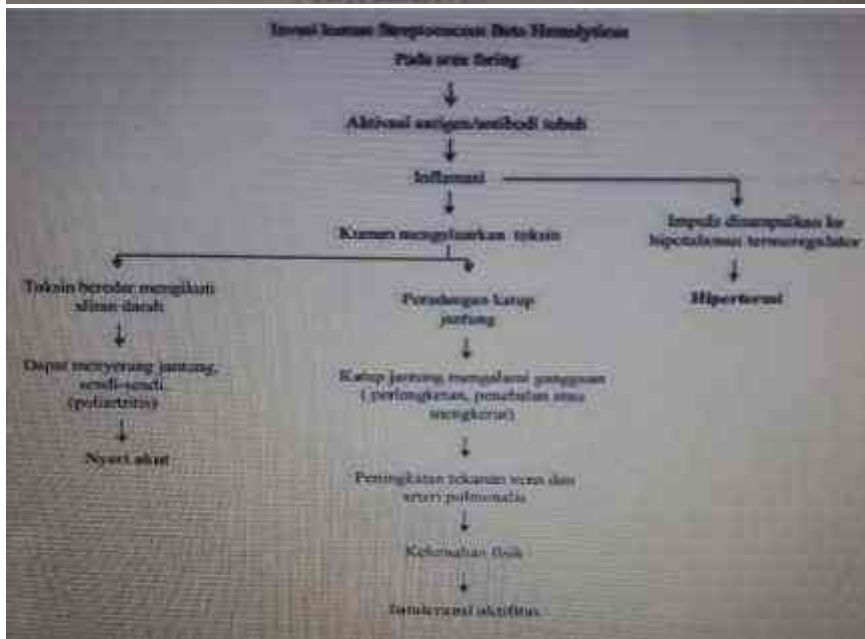 Invasi kuman Streptococcus Beta Hemolyticus
Pada area faring
Aktivasi antigen/antibodi tubuh
Inflamasi
Kuman mengeluarkan toksin
Impuls disampaikan ke
hipotalamus termoregulator
Hipertermi
Toksin beredar mengikuti
aliran darah
Dapat menyerang jantung,
sendi-sendi
(poliartritis)
Nyeri akut
Peradangan katup
jantung
Katup jantung mengalami gangguan
( perlengketan, penebalan atau
mengkerut)
Peningkatan tekanan vena dan
arteri pulmonalis
Kelemahan fisik
Intoleransi aktifitas